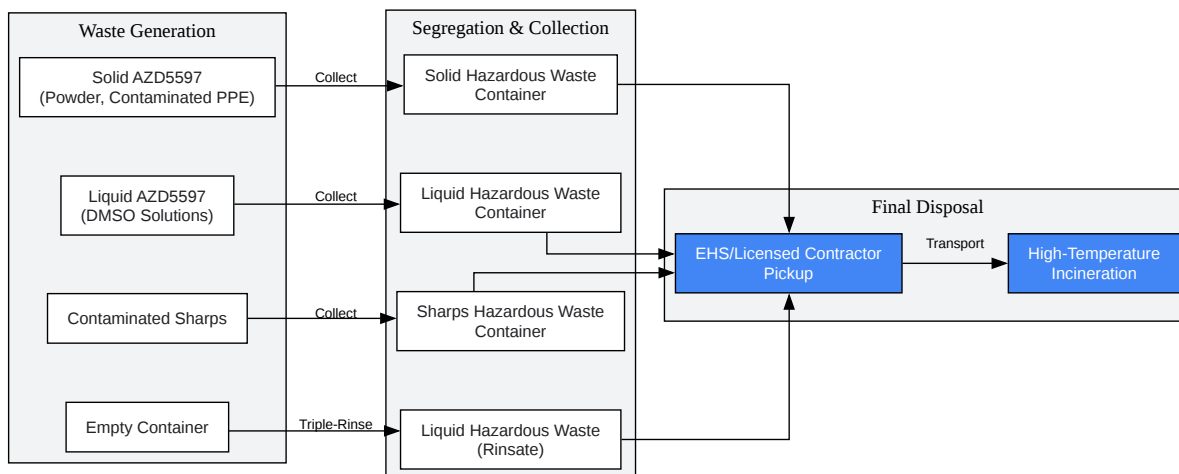 Waste Generation
Solid AZD5597
(Powder, Contaminated PPE)
Liquid AZD5597
(DMSO Solutions)
Contaminated Sharps
Empty Container
Collect
Collect
Collect
Triple-Rinse
Segregation & Collection
Solid Hazardous Waste
Container
Liquid Hazardous Waste
Container
Sharps Hazardous Waste
Container
Liquid Hazardous Waste
(Rinsate)
Final Disposal
EHS/Licensed Contractor
Pickup
Transport
High-Temperature
Incineration